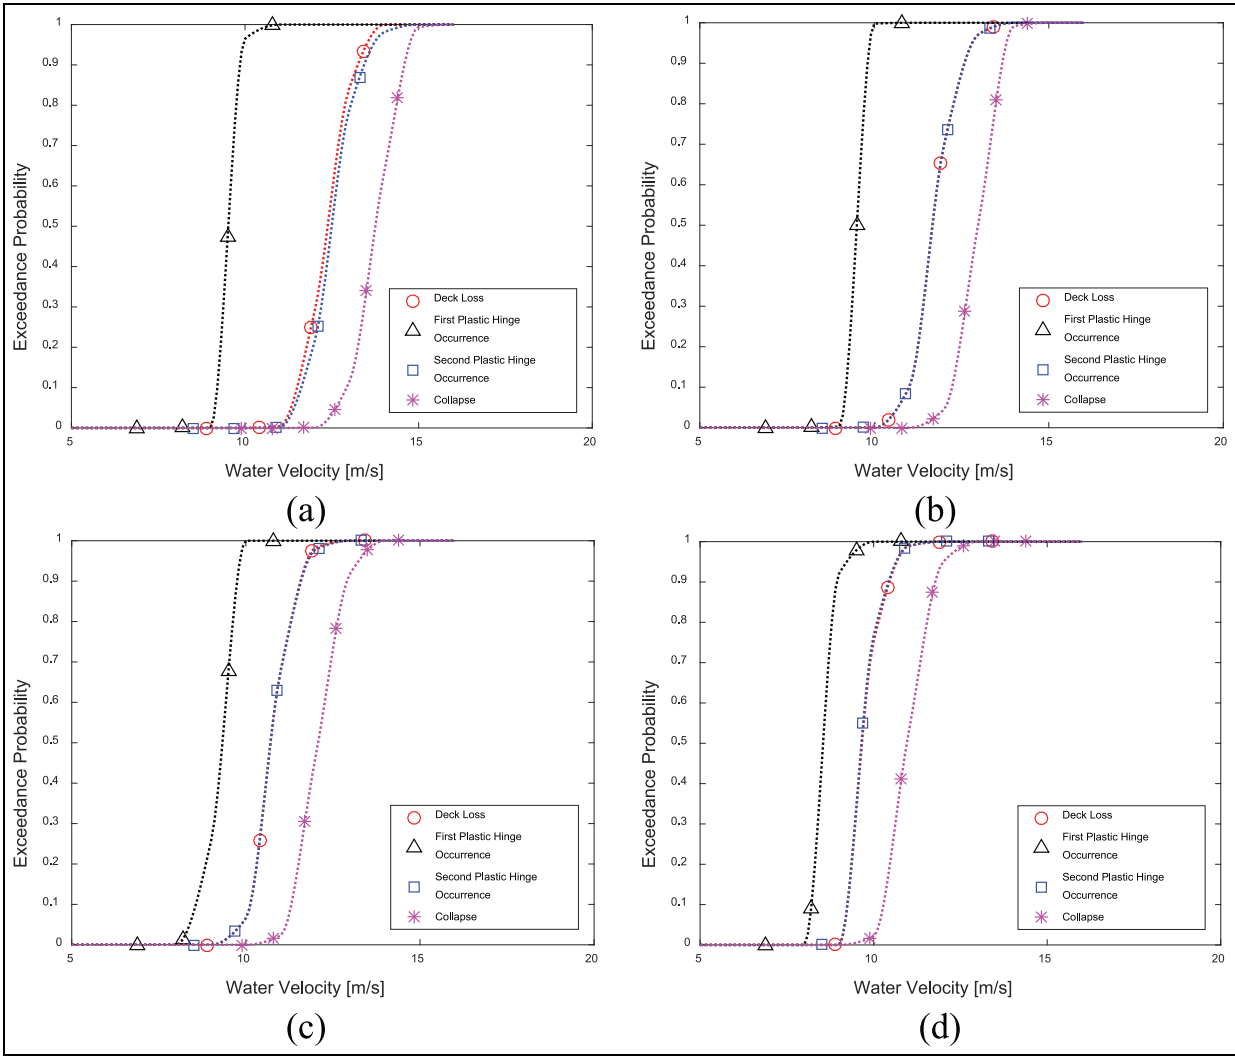 1
0.9
0.8
0.7
0.6
0.5
0.4
0.3
0.2
0.1
0
5
10
15
20
Exceedance Probability
Water Velocity [m/s]
Deck Loss
First Plastic Hinge
Occurrence
Second Plastic Hinge
Occurrence
Collapse
(a)
1
0.9
0.8
0.7
0.6
0.5
0.4
0.3
0.2
0.1
0
5
10
15
20
Exceedance Probability
Water Velocity [m/s]
Deck Loss
First Plastic Hinge
Occurrence
Second Plastic Hinge
Occurrence
Collapse
(b)
1
0.9
0.8
0.7
0.6
0.5
0.4
0.3
0.2
0.1
0
5
10
15
20
Exceedance Probability
Water Velocity [m/s]
Deck Loss
First Plastic Hinge
Occurrence
Second Plastic Hinge
Occurrence
Collapse
(c)
1
0.9
0.8
0.7
0.6
0.5
0.4
0.3
0.2
0.1
0
5
10
15
20
Exceedance Probability
Water Velocity [m/s]
Deck Loss
First Plastic Hinge
Occurrence
Second Plastic Hinge
Occurrence
Collapse
(d)